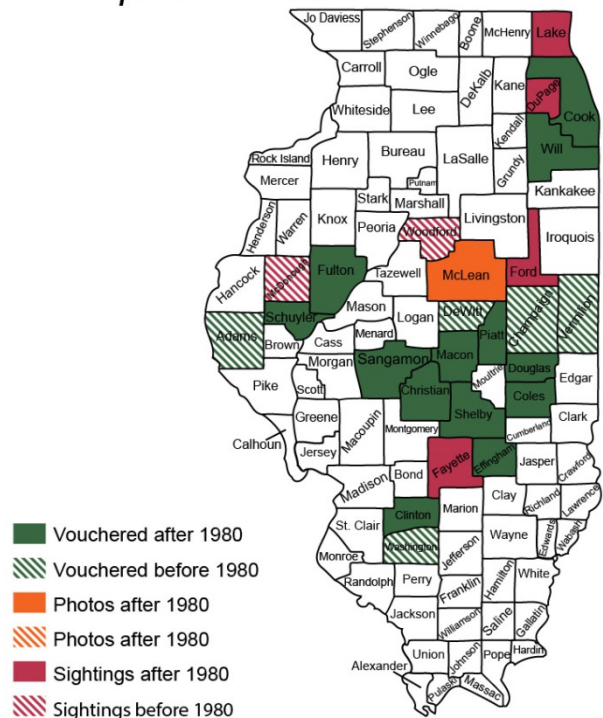 Jo Daviess
Stephenson
Winnebago
Boone
McHenry
Lake
Carroll
Ogle
DeKalb
Kane
DuPage
Cook
Whiteside
Lee
Kendall
Will
Rock Island
Henry
Bureau
LaSalle
Grundy
Mercer
Putnam
Kankakee
Henderson
Warren
Knox
Stark
Marshall
Peoria
Livingston
Iroquois
Woodford
Hancock
McDonough
Fulton
Tazewell
McLean
Ford
Mason
Schuyler
Logan
DeWitt
Champaign
Vermilion
Adams
Brown
Cass
Menard
Piatt
Macon
Sangamon
Morgan
Douglas
Edgar
Pike
Scott
Christian
Moultrie
Coles
Shelby
Greene
Macoupin
Montgomery
Cumberland
Clark
Calhoun
Jersey
Fayette
Effingham
Jasper
Crawford
Madison
Bond
Clay
Richland
Lawrence
Clinton
Marion
St. Clair
Wayne
Edwards
Wabash
Washington
Jefferson
Monroe
Randolph
Perry
Franklin
Hamilton
White
Jackson
Williamson
Saline
Gallatin
Union
Johnson
Pope
Hardin
Alexander
Pulaski
Massac
Vouchered after 1980
Vouchered before 1980
Photos after 1980
Photos after 1980
Sightings after 1980
Sightings before 1980